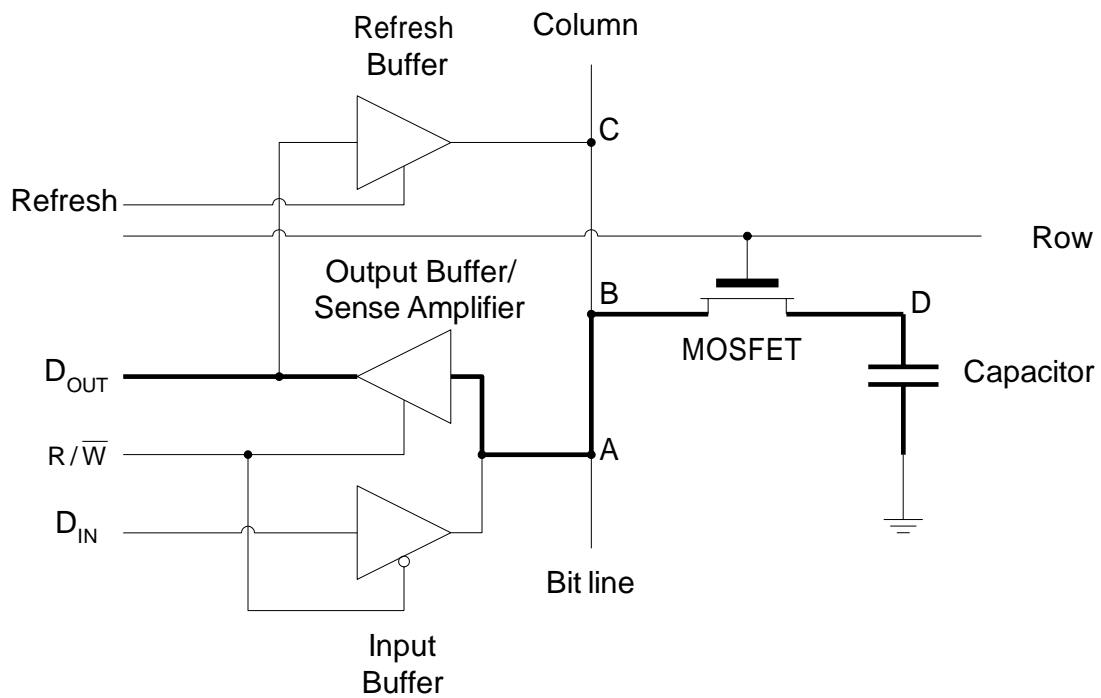 Refresh
Buffer
Column
C
Refresh
Row
Output Buffer/
Sense Amplifier
B
D
MOSFET
D_OUT
Capacitor
R / W̅
A
D_IN
Bit line
Input
Buffer